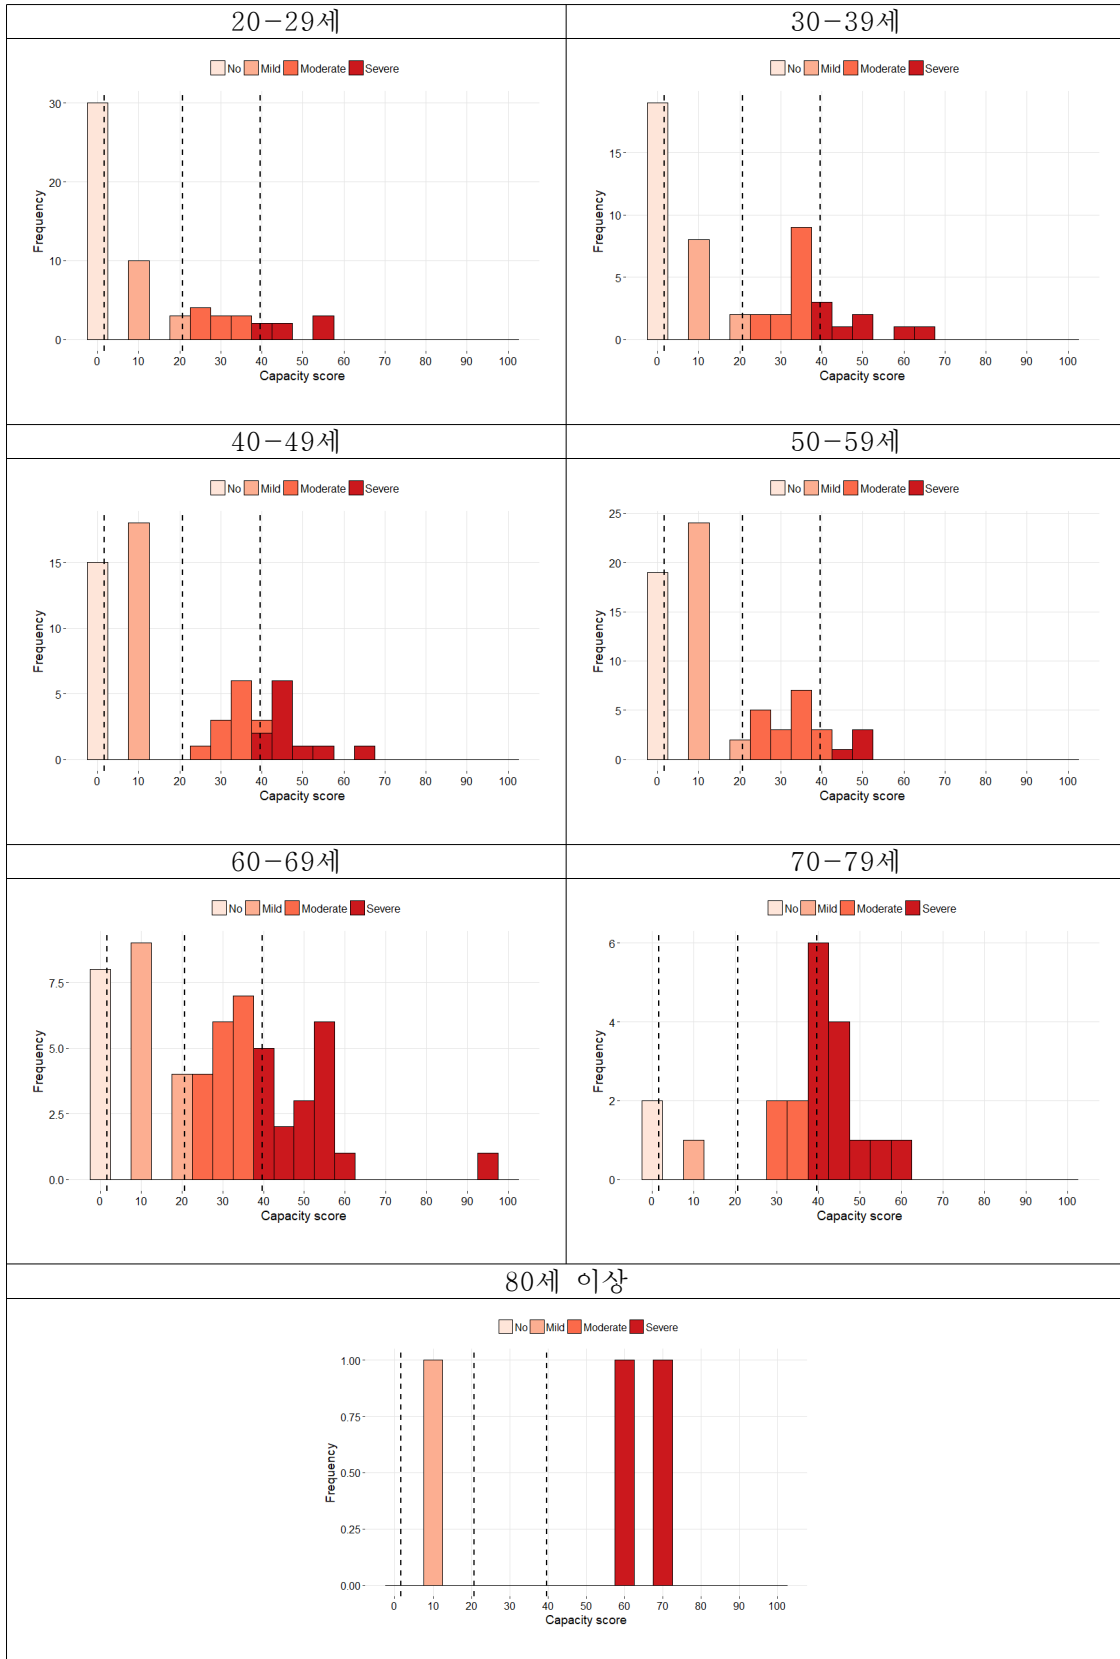 20-29세
30-39세
No Mild Moderate Severe
No Mild Moderate Severe
30
20
10
0
Frequency
0 10 20 30 40 50 60 70 80 90 100
Capacity score
15
10
5
0
Frequency
0 10 20 30 40 50 60 70 80 90 100
Capacity score
40-49세
50-59세
No Mild Moderate Severe
No Mild Moderate Severe
15
10
5
0
Frequency
0 10 20 30 40 50 60 70 80 90 100
Capacity score
25
20
15
10
5
0
Frequency
0 10 20 30 40 50 60 70 80 90 100
Capacity score
60-69세
70-79세
No Mild Moderate Severe
No Mild Moderate Severe
7.5
5.0
2.5
0.0
Frequency
0 10 20 30 40 50 60 70 80 90 100
Capacity score
6
4
2
0
Frequency
0 10 20 30 40 50 60 70 80 90 100
Capacity score
80세 이상
No Mild Moderate Severe
1.00
0.75
0.50
0.25
0.00
Frequency
0 10 20 30 40 50 60 70 80 90 100
Capacity score